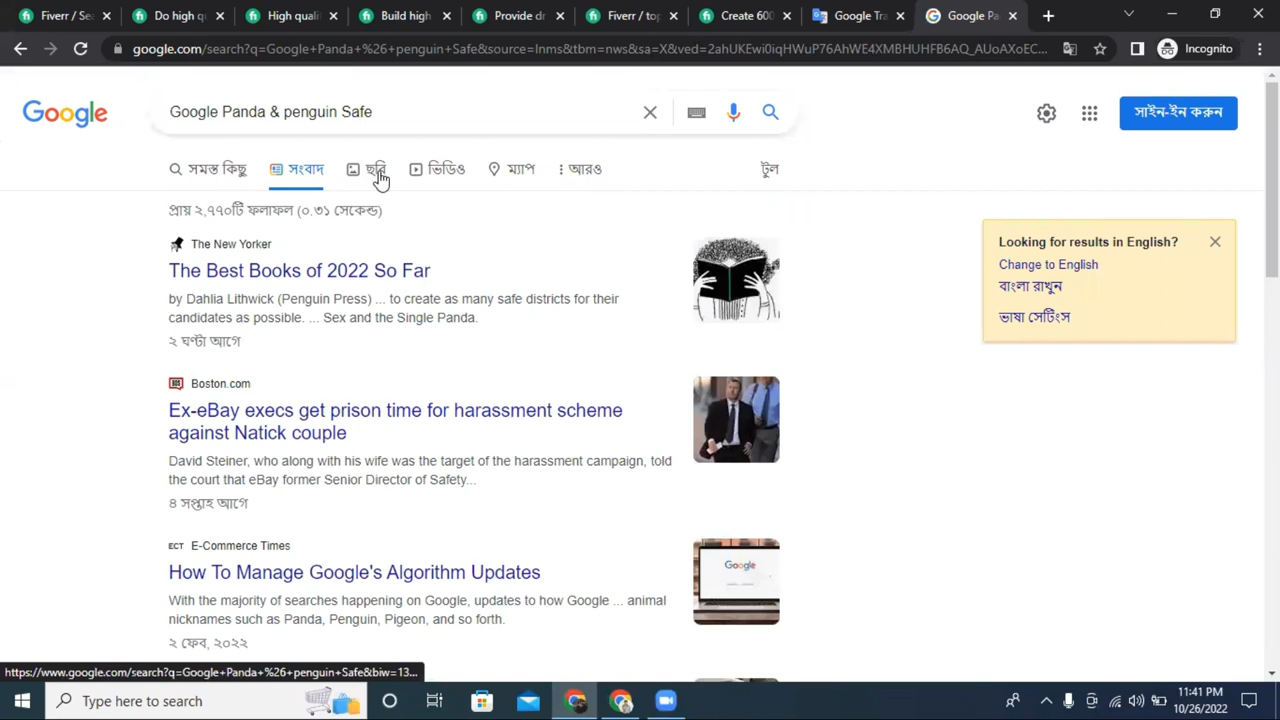 Fiverr / Se
Do high qu
High qualit
Build high
Provide dr
Fiverr / top
Create 600
Google Tra
Google Pa
google.com/search?q=Google+Panda+%26+penguin+Safe&source=lnms&tbm=nws&sa=X&ved=2ahUKEwi0iqHWuP76AhWE4XMBHUHFB6AQ_AUoAXoEC...
Incognito
Google
Google Panda & penguin Safe
সাইন-ইন করুন
সমস্ত কিছু
সংবাদ
ছবি
ভিডিও
ম্যাপ
আরও
টুল
প্রায় ২,৭৭০টি ফলাফল (০.৩১ সেকেন্ড)
The New Yorker
The Best Books of 2022 So Far
by Dahlia Lithwick (Penguin Press) ... to create as many safe districts for their
candidates as possible. ... Sex and the Single Panda.
২ ঘণ্টা আগে
Looking for results in English?
Change to English
বাংলা রাখুন
ভাষা সেটিংস
Boston.com
Ex-eBay execs get prison time for harassment scheme
against Natick couple
David Steiner, who along with his wife was the target of the harassment campaign, told
the court that eBay former Senior Director of Safety...
৪ সপ্তাহ আগে
ECT E-Commerce Times
How To Manage Google's Algorithm Updates
With the majority of searches happening on Google, updates to how Google ... animal
nicknames such as Panda, Penguin, Pigeon, and so forth.
২ ফেব, ২০২২
Google
https://www.google.com/search?q=Google+Panda+%26+penguin+Safe&biw=13...
Type here to search
11:41 PM
10/26/2022